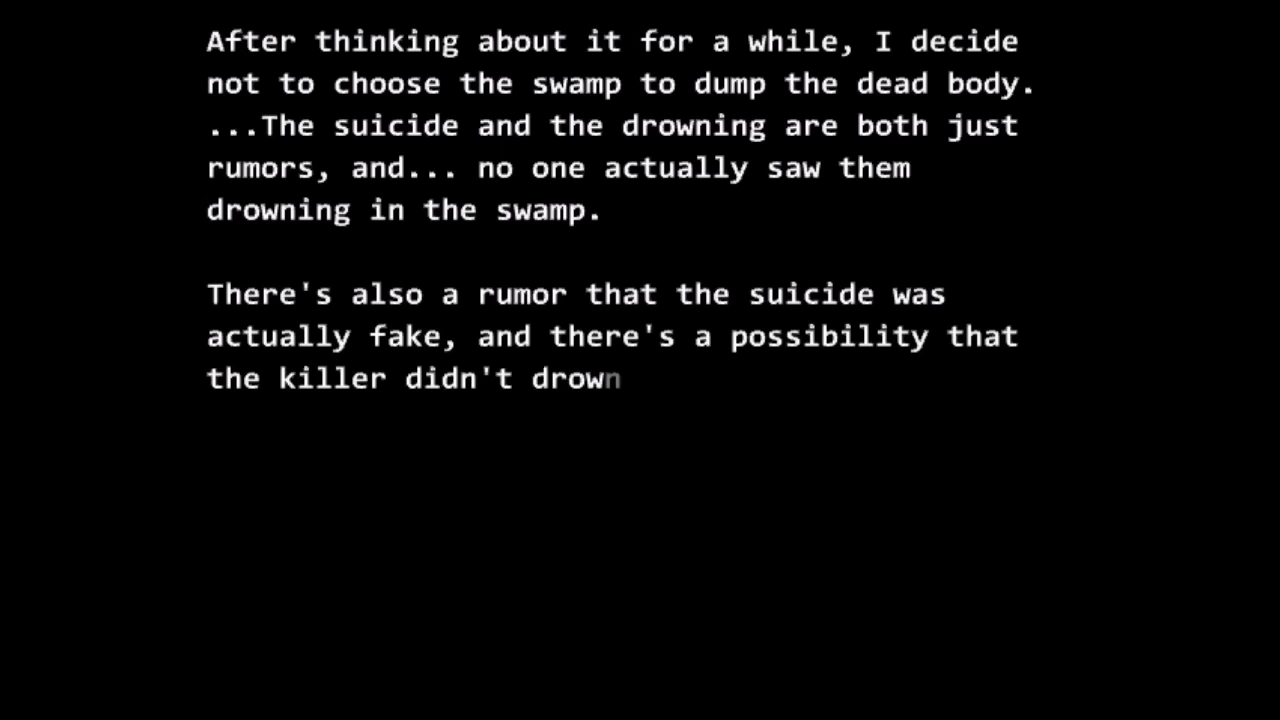 After thinking about it for a while, I decide
not to choose the swamp to dump the dead body.
...The suicide and the drowning are both just
rumors, and... no one actually saw them
drowning in the swamp.
There's also a rumor that the suicide was
actually fake, and there's a possibility that
the killer didn't drown